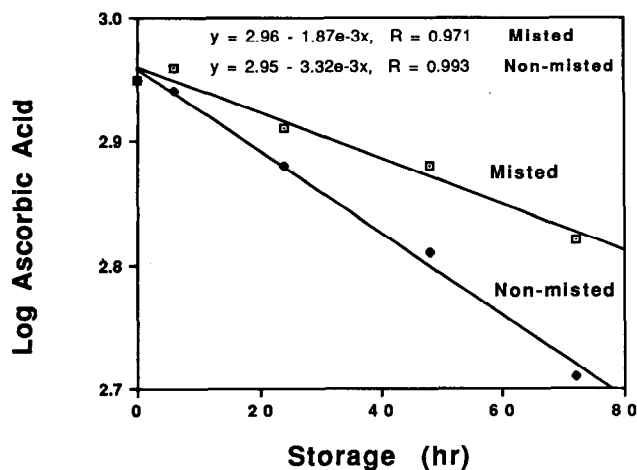 y = 2.96 - 1.87e-3x, R = 0.971 Misted
y = 2.95 - 3.32e-3x, R = 0.993 Non-misted
3.0
2.9
2.8
2.7
Log Ascorbic Acid
Misted
Non-misted
0 20 40 60 80
Storage (hr)